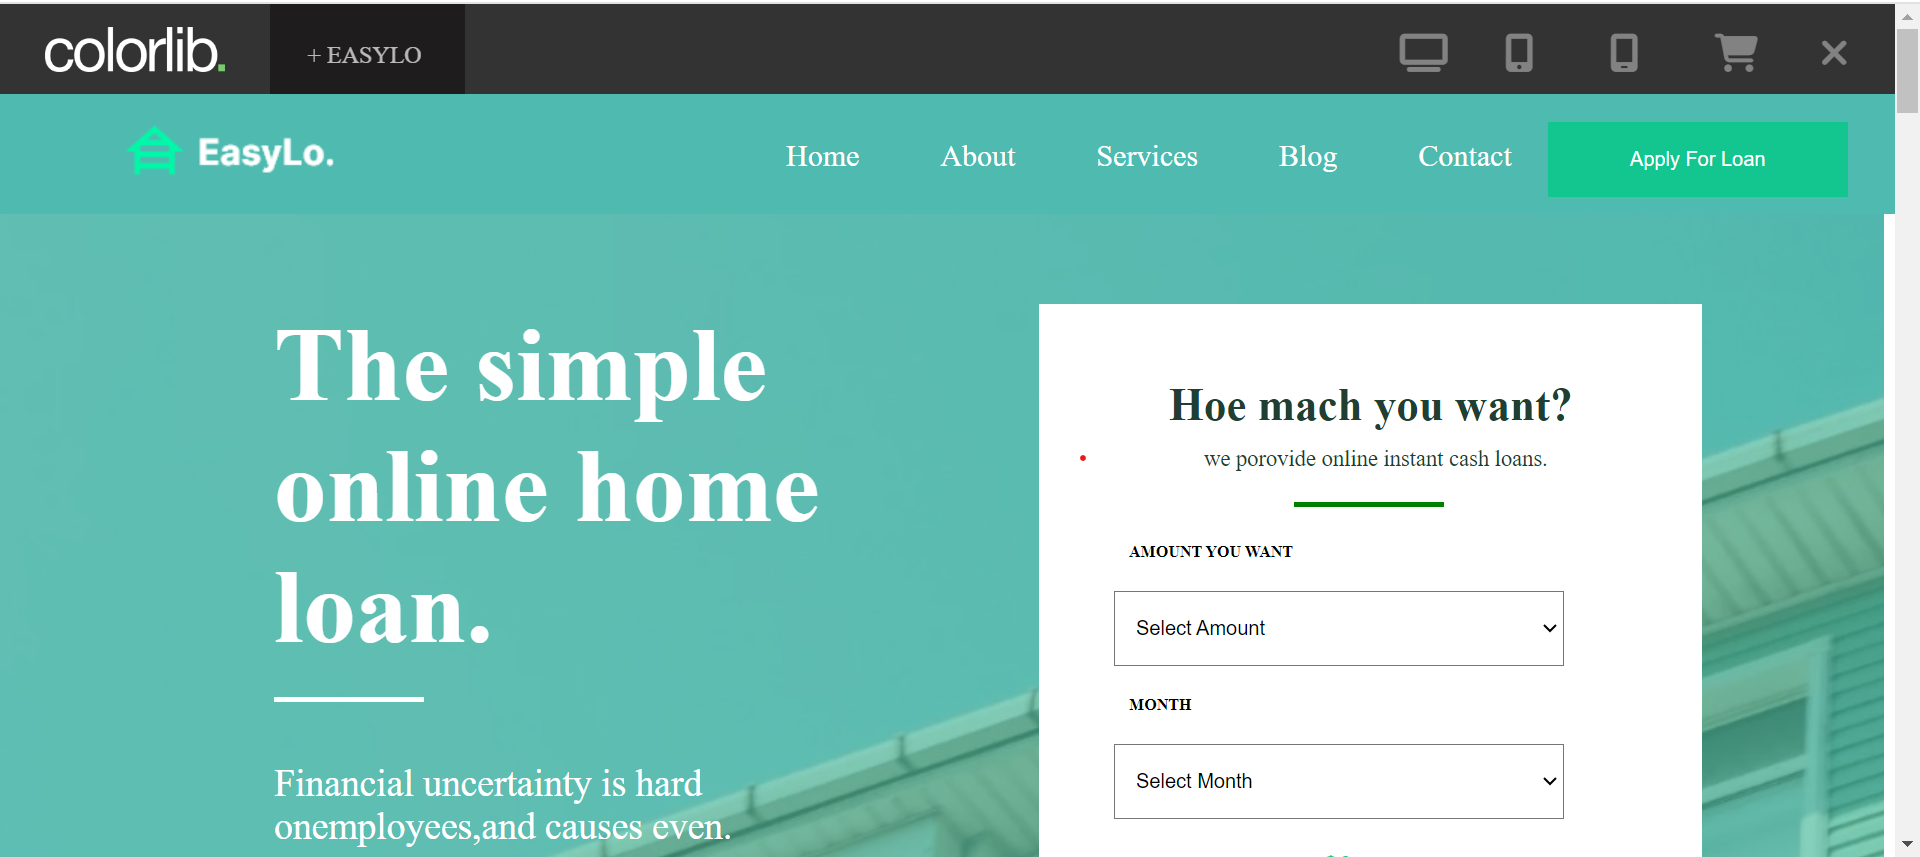 colorlib.
+ EASYLO
EasyLo.
Home
About
Services
Blog
Contact
Apply For Loan
The simple
online home
loan.
Financial uncertainty is hard
onemployees,and causes even.
Hoe mach you want?
we porovide online instant cash loans.
AMOUNT YOU WANT
Select Amount
MONTH
Select Month